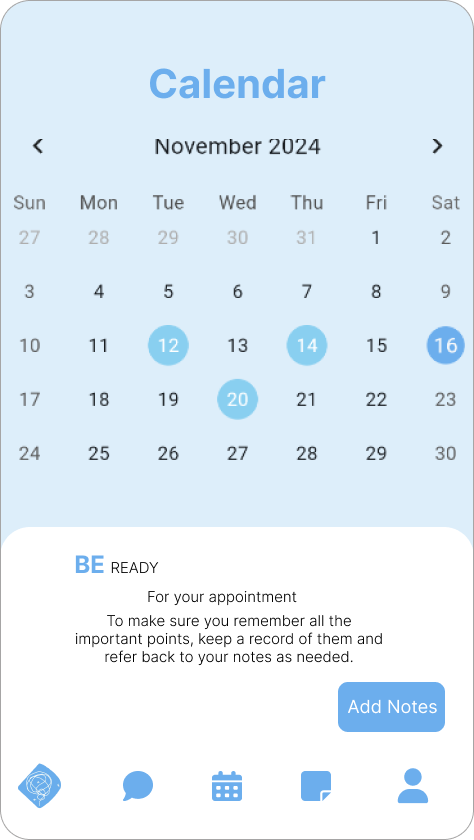 Calendar
November 2024
Sun Mon Tue Wed Thu Fri Sat
27 28 29 30 31 1 2
3 4 5 6 7 8 9
10 11 12 13 14 15 16
17 18 19 20 21 22 23
24 25 26 27 28 29 30
BE READY
For your appointment
To make sure you remember all the
important points, keep a record of them and
refer back to your notes as needed.
Add Notes